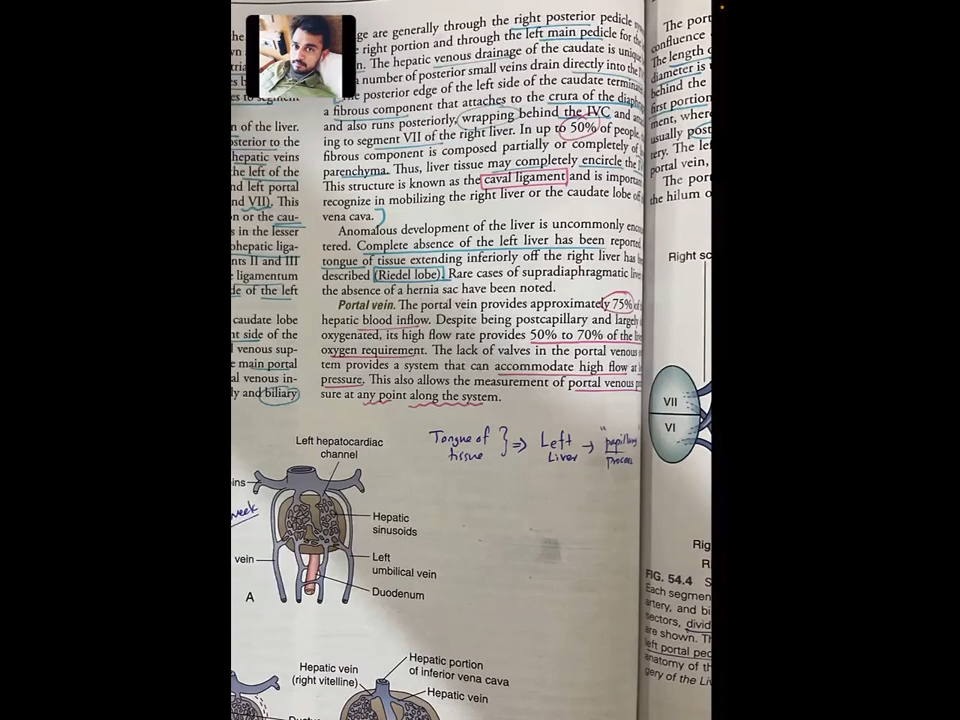 the
of the liver.
osterior to the
hepatic veins
the left of the
nd left portal
nd VII). This
or the cau-
s in the lesser
ohepatic liga-
nts II and III
ligamentum
de of the left
caudate lobe
side of the
venous sup-
main portal
al venous in-
ly and biliary
ge are generally through the right posterior pedicle
right portion and through the left main pedicle for the
The hepatic venous drainage of the caudate is unique
number of posterior small veins drain directly into the
posterior edge of the left side of the caudate terminate
a fibrous component that attaches to the crura of the diaph
and also runs posteriorly, wrapping behind the IVC and
ing to segment VII of the right liver. In up to 50% of people,
fibrous component is composed partially or completely of
parenchyma. Thus, liver tissue may completely encircle the
This structure is known as the caval ligament and is important
recognize in mobilizing the right liver or the caudate lobe off
vena cava.
Anomalous development of the liver is uncommonly enco
tered. Complete absence of the left liver has been reported
tongue of tissue extending inferiorly off the right liver has
described (Riedel lobe). Rare cases of supradiaphragmatic live
the absence of a hernia sac have been noted.
Portal vein. The portal vein provides approximately 75%
hepatic blood inflow. Despite being postcapillary and largely
oxygenated, its high flow rate provides 50% to 70% of the
oxygen requirement. The lack of valves in the portal venous
tem provides a system that can accommodate high flow at
pressure. This also allows the measurement of portal venous
sure at any point along the system.
Tongue of
tissue } ⇒ Left
Liver → "papillary
process
Left hepatocardiac
channel
ins
week
Hepatic
sinusoids
vein
Left
umbilical vein
Duodenum
A
Hepatic vein
(right vitelline)
Hepatic portion
of inferior vena cava
Hepatic vein
The port
confluence
The length
diameter is
behind the
first portion
ment, wher
usually post
tery. The le
portal vein,
The por
the hilum o
Right sc
VII
VI
Rig
R
FIG. 54.4 S
Each segmen
artery, and bi
sectors, divid
are shown. Th
left portal ped
anatomy of th
gery of the Liv